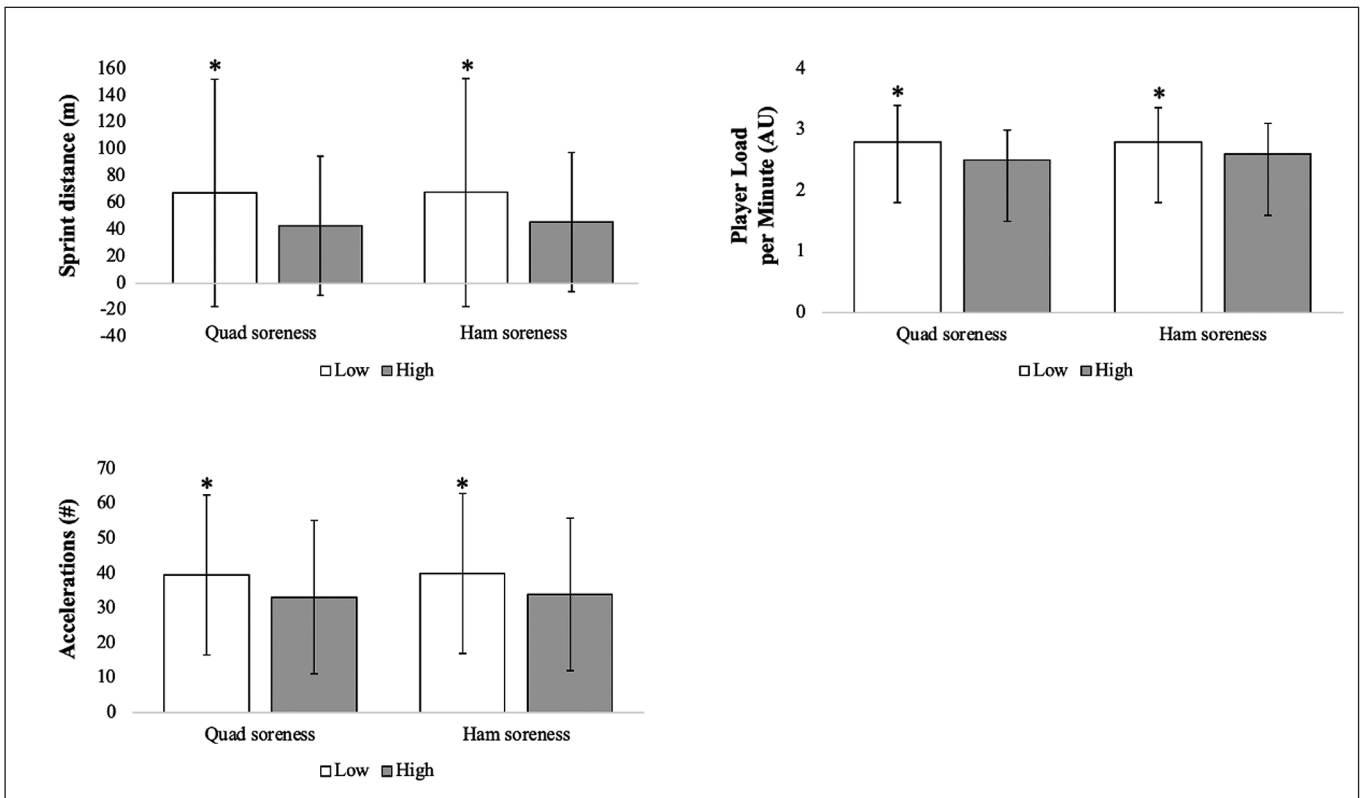 Sprint distance (m)
160
140
120
100
80
60
40
20
0
-20
-40
*
*
Quad soreness
Ham soreness
Low
High
Player Load
per Minute (AU)
4
3
2
1
0
*
*
Quad soreness
Ham soreness
Low
High
Accelerations (#)
70
60
50
40
30
20
10
0
*
*
Quad soreness
Ham soreness
Low
High